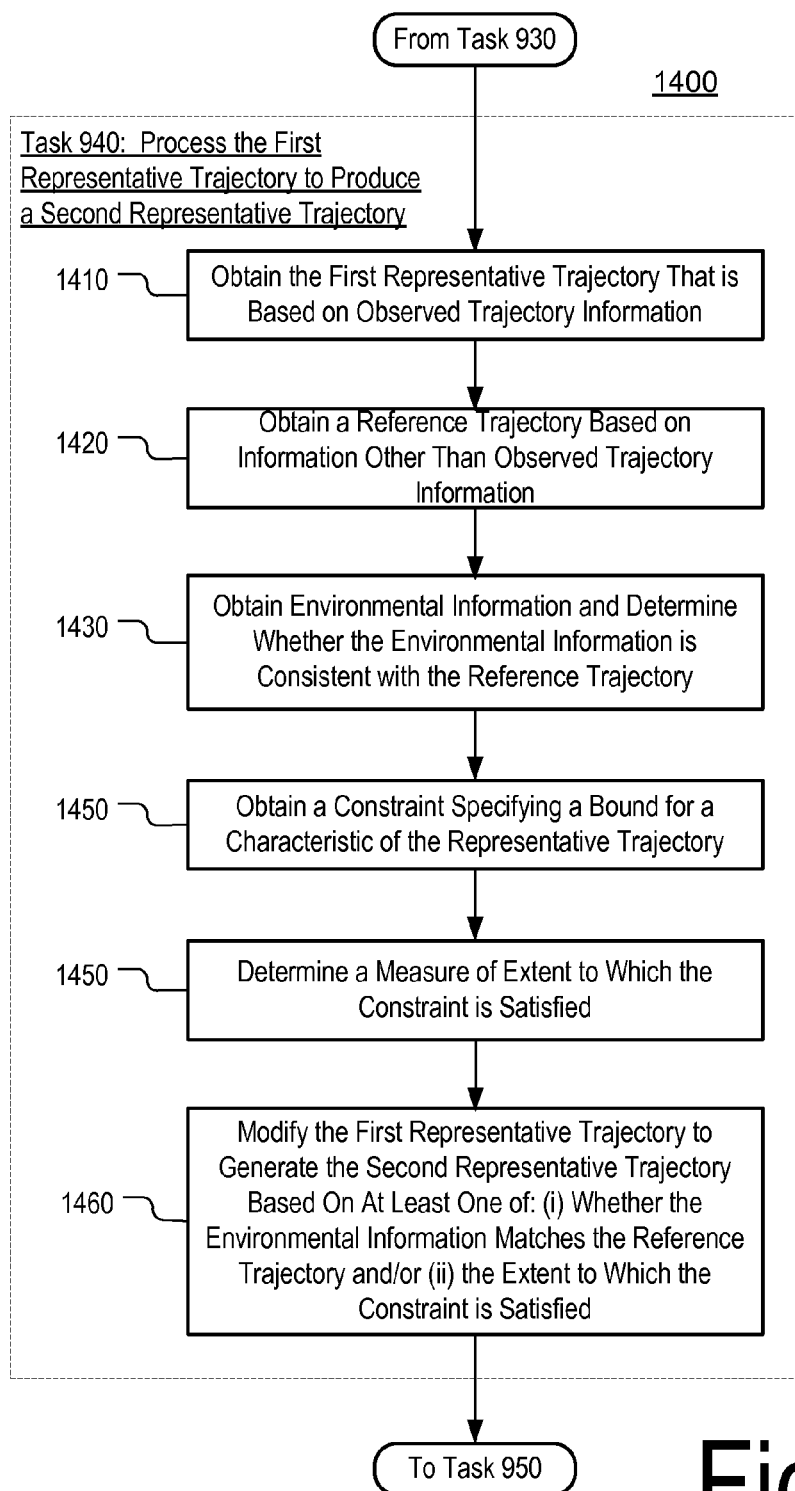 From Task 930
1400
Task 940: Process the First
Representative Trajectory to Produce
a Second Representative Trajectory
1410
Obtain the First Representative Trajectory That is
Based on Observed Trajectory Information
1420
Obtain a Reference Trajectory Based on
Information Other Than Observed Trajectory
Information
1430
Obtain Environmental Information and Determine
Whether the Environmental Information is
Consistent with the Reference Trajectory
1450
Obtain a Constraint Specifying a Bound for a
Characteristic of the Representative Trajectory
1450
Determine a Measure of Extent to Which the
Constraint is Satisfied
1460
Modify the First Representative Trajectory to
Generate the Second Representative Trajectory
Based On At Least One of: (i) Whether the
Environmental Information Matches the Reference
Trajectory and/or (ii) the Extent to Which the
Constraint is Satisfied
To Task 950